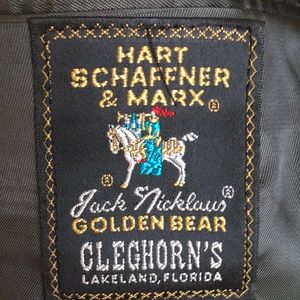 HART
SCHAFFNER
& MARX ®
®
Jack Nicklaus ®
GOLDEN BEAR
CLEGHORN'S
LAKELAND, FLORIDA